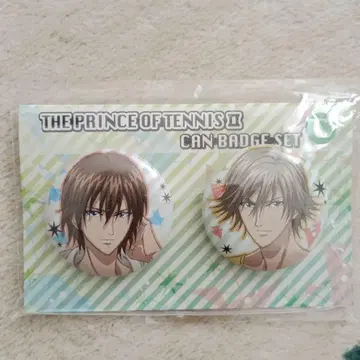 THE PRINCE OF TENNIS II
CAN BADGE SET